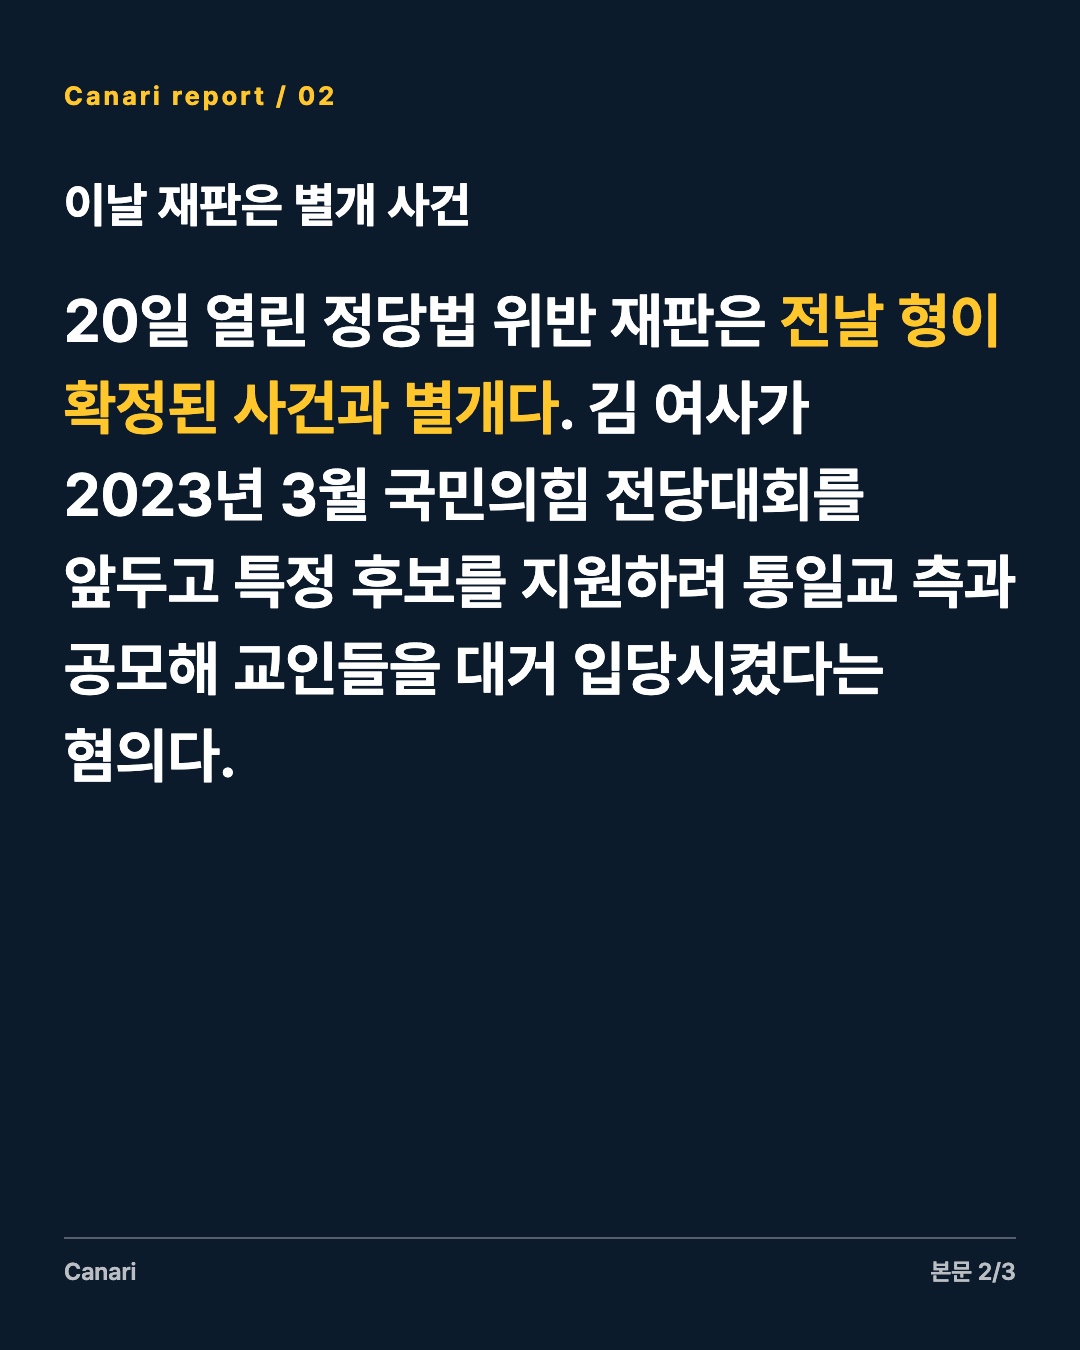 Canari report / 02
이날 재판은 별개 사건
20일 열린 정당법 위반 재판은 전날 형이
확정된 사건과 별개다. 김 여사가
2023년 3월 국민의힘 전당대회를
앞두고 특정 후보를 지원하려 통일교 측과
공모해 교인들을 대거 입당시켰다는
혐의다.
Canari
본문 2/3